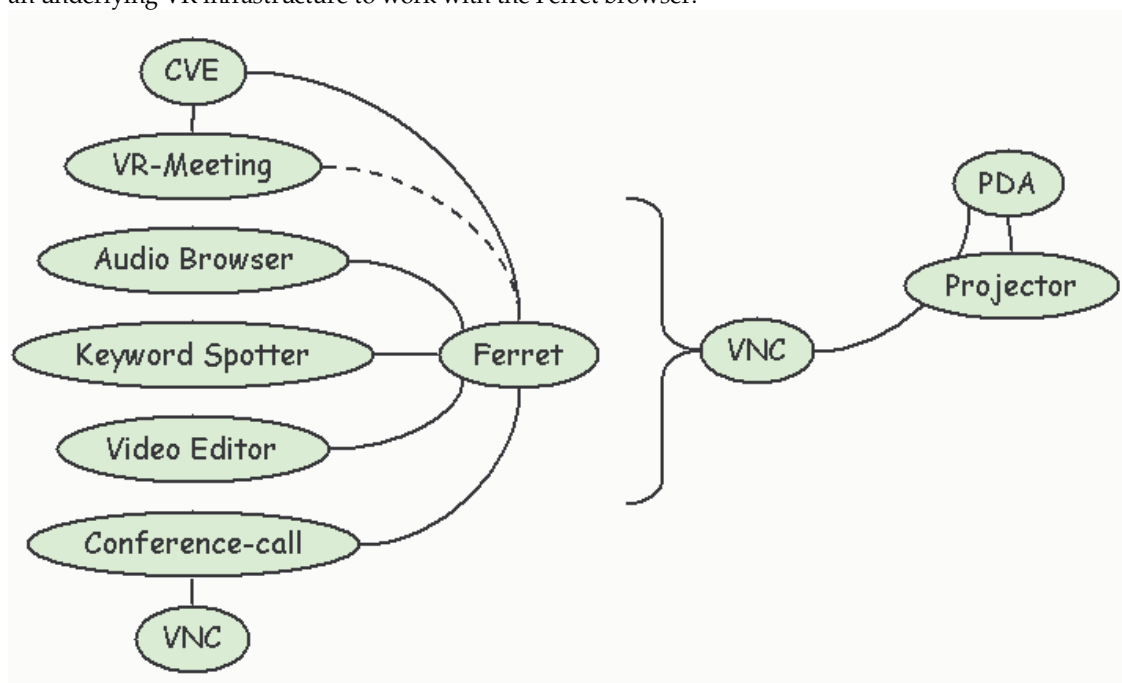 an underlying VR infrastructure to work with the Ferret browser.
CVE
VR-Meeting
PDA
Audio Browser
Projector
Keyword Spotter
Ferret
VNC
Video Editor
Conference-call
VNC